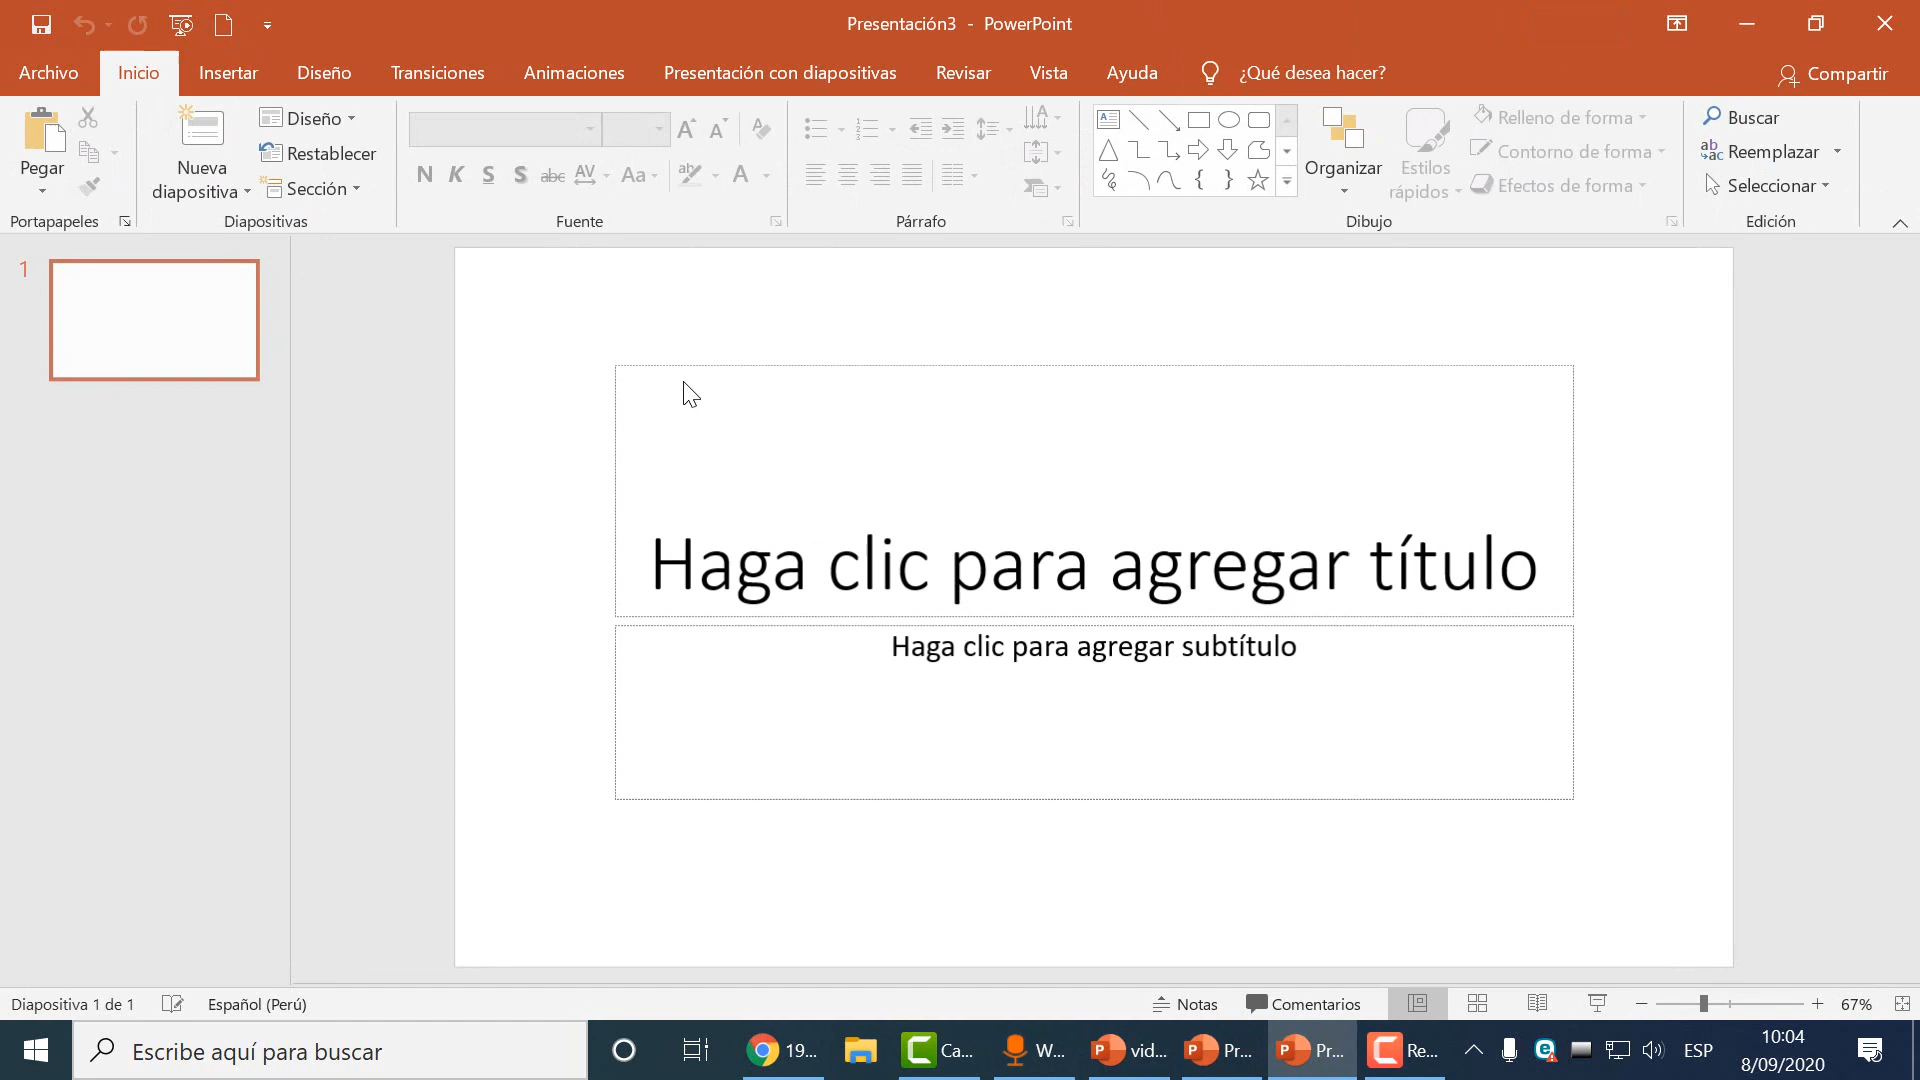 Presentación3 - PowerPoint
Archivo Inicio Insertar Diseño Transiciones Animaciones Presentación con diapositivas Revisar Vista Ayuda ¿Qué desea hacer? Compartir
Pegar
Portapapeles
Nueva diapositiva
Diseño
Restablecer
Sección
Diapositivas
N K S S abc AV Aa A
Fuente
Párrafo
Organizar
Estilos rápidos
Relleno de forma
Contorno de forma
Efectos de forma
Dibujo
Buscar
Reemplazar
Seleccionar
Edición
1
Haga clic para agregar título
Haga clic para agregar subtítulo
Diapositiva 1 de 1 Español (Perú) Notas Comentarios 67%
Escribe aquí para buscar
19... Ca... W... vid... Pr... Pr... Re... ESP
10:04
8/09/2020